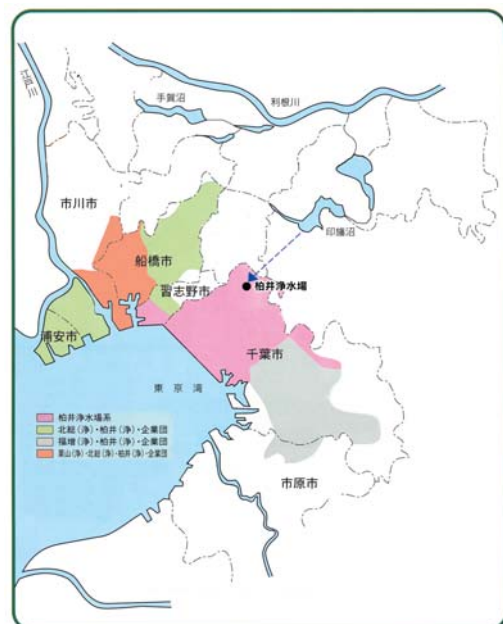 江戸川
手賀沼
利根川
市川市
印旛沼
船橋市
習志野市
柏井浄水場
浦安市
千葉市
東京湾
柏井浄水場系
北総(浄)・柏井(浄)・企業団
福増(浄)・柏井(浄)・企業団
栗山(浄)・北総(浄)・柏井(浄)・企業団
市原市